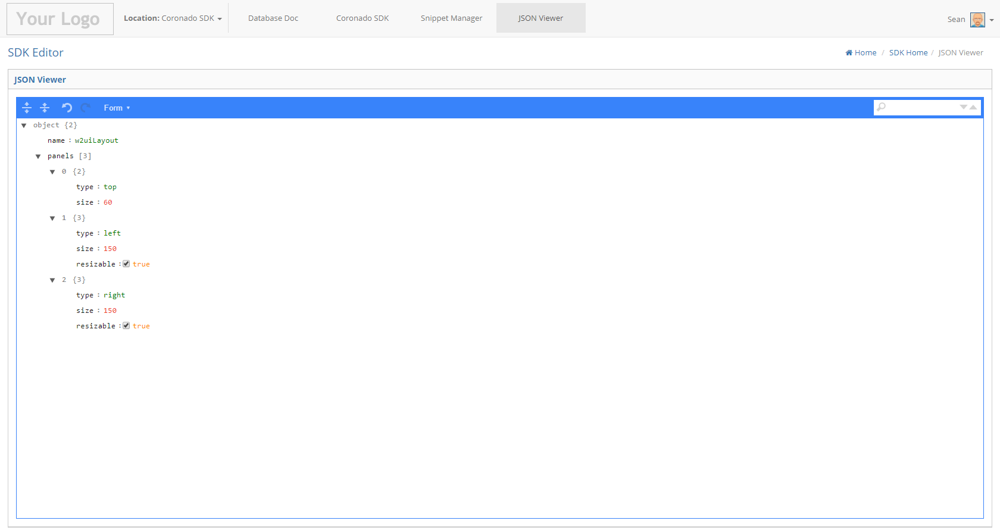 Your Logo
Location: Coronado SDK
Database Doc
Coronado SDK
Snippet Manager
JSON Viewer
Sean
SDK Editor
Home / SDK Home / JSON Viewer
JSON Viewer
Form
object {2}
name : w2uiLayout
panels [3]
0 {2}
type : top
size : 60
1 {3}
type : left
size : 150
resizable : true
2 {3}
type : right
size : 150
resizable : true